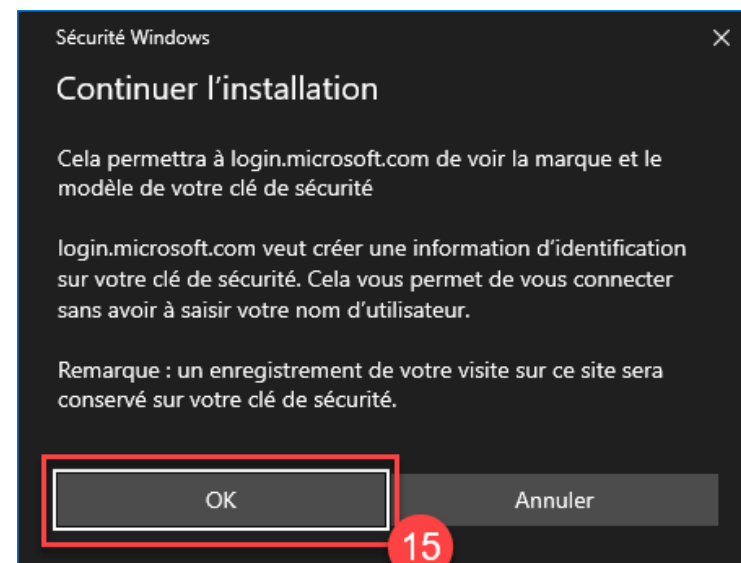 Sécurité Windows
Continuer l’installation
Cela permettra à login.microsoft.com de voir la marque et le
modèle de votre clé de sécurité
login.microsoft.com veut créer une information d’identification
sur votre clé de sécurité. Cela vous permet de vous connecter
sans avoir à saisir votre nom d’utilisateur.
Remarque : un enregistrement de votre visite sur ce site sera
conservé sur votre clé de sécurité.
OK
Annuler
15